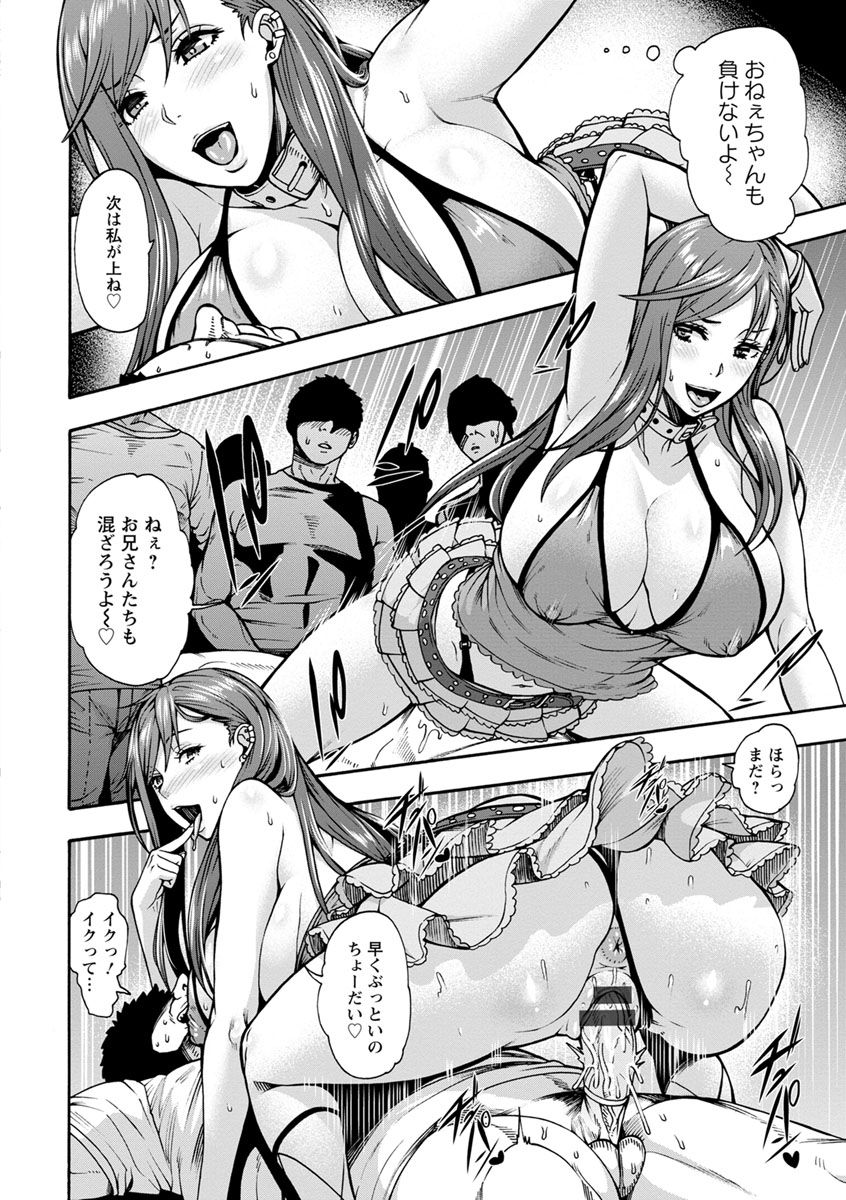 おねぇちゃんも
負けないよ〜
次は私が上ね♡
ねぇ？
お兄さんたちも
混ざろうよ〜♡
ほらっ
まだ？
早くぶっといの
ちょーだい♡
イクっ！
イクって…